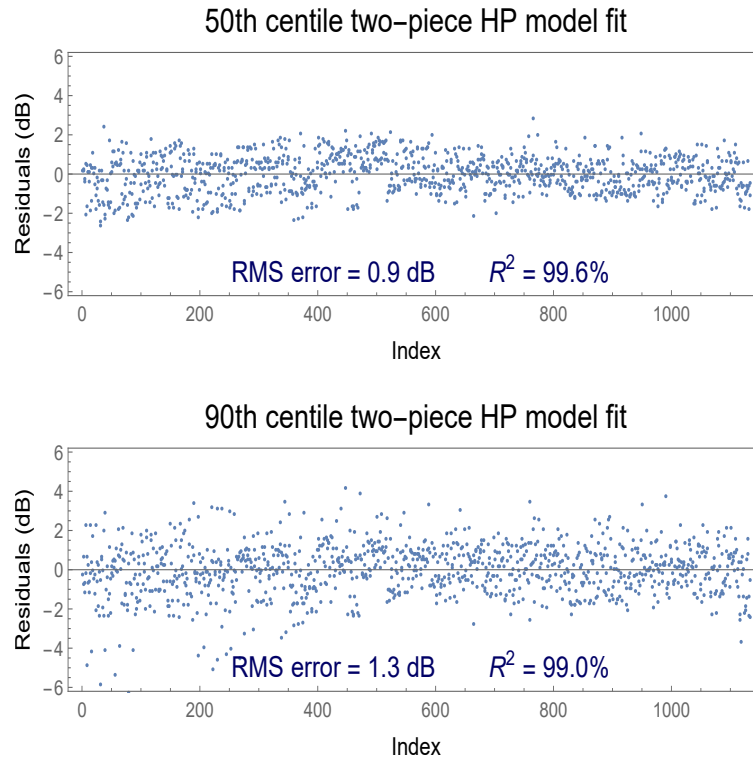 50th centile two−piece HP model fit
6
4
2
0
−2
−4
−6
Residuals (dB)
RMS error = 0.9 dB R² = 99.6%
0 200 400 600 800 1000
Index
90th centile two−piece HP model fit
6
4
2
0
−2
−4
−6
Residuals (dB)
RMS error = 1.3 dB R² = 99.0%
0 200 400 600 800 1000
Index